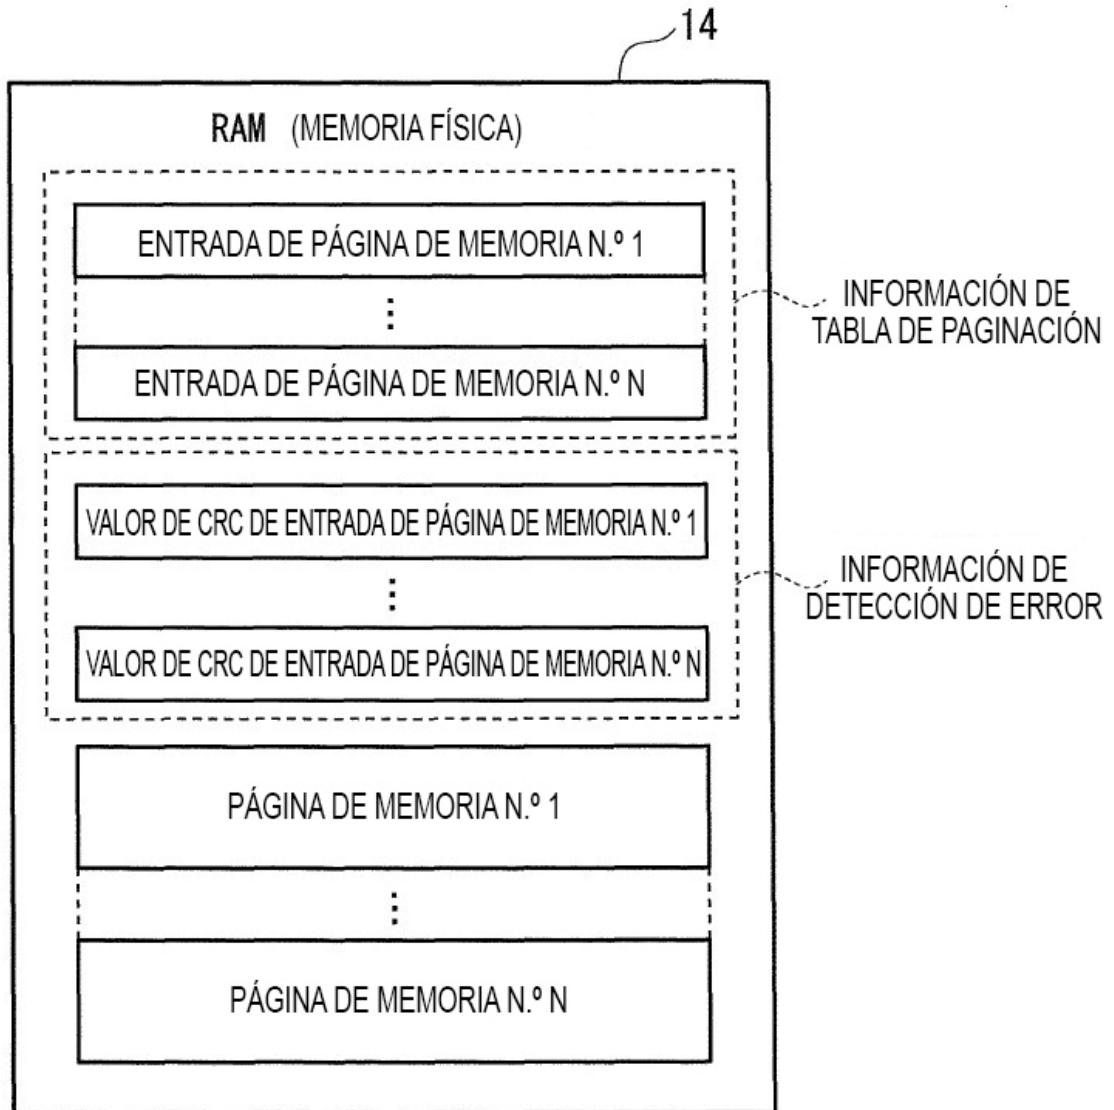 14
RAM (MEMORIA FÍSICA)
ENTRADA DE PÁGINA DE MEMORIA N.º 1
ENTRADA DE PÁGINA DE MEMORIA N.º N
INFORMACIÓN DE
TABLA DE PAGINACIÓN
VALOR DE CRC DE ENTRADA DE PÁGINA DE MEMORIA N.º 1
VALOR DE CRC DE ENTRADA DE PÁGINA DE MEMORIA N.º N
INFORMACIÓN DE
DETECCIÓN DE ERROR
PÁGINA DE MEMORIA N.º 1
PÁGINA DE MEMORIA N.º N